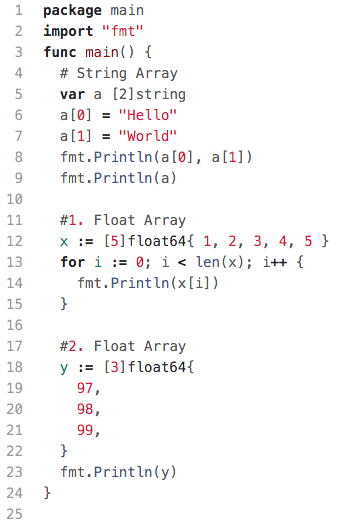 1 package main
2 import "fmt"
3 func main() {
4   # String Array
5   var a [2]string
6   a[0] = "Hello"
7   a[1] = "World"
8   fmt.Println(a[0], a[1])
9   fmt.Println(a)
10
11   #1. Float Array
12   x := [5]float64{ 1, 2, 3, 4, 5 }
13   for i := 0; i < len(x); i++ {
14     fmt.Println(x[i])
15   }
16
17   #2. Float Array
18   y := [3]float64{
19     97,
20     98,
21     99,
22   }
23   fmt.Println(y)
24 }
25